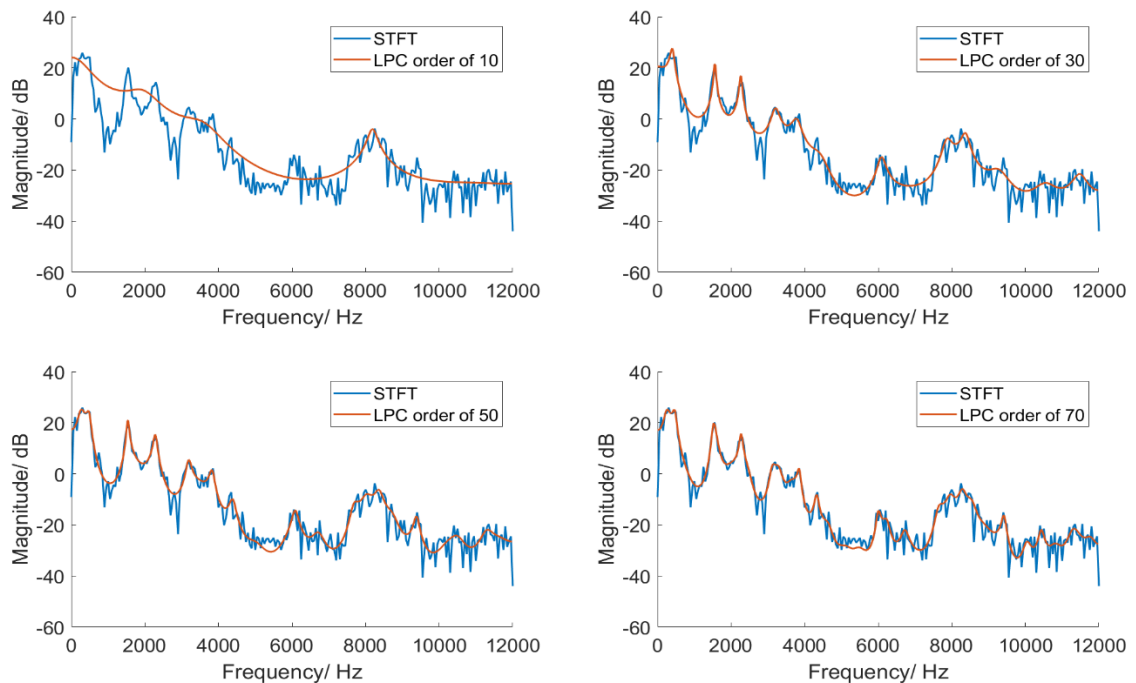 40
STFT
LPC order of 10
20
0
-20
-40
-60
Magnitude/ dB
0 2000 4000 6000 8000 10000 12000
Frequency/ Hz
40
STFT
LPC order of 30
20
0
-20
-40
-60
Magnitude/ dB
0 2000 4000 6000 8000 10000 12000
Frequency/ Hz
40
STFT
LPC order of 50
20
0
-20
-40
-60
Magnitude/ dB
0 2000 4000 6000 8000 10000 12000
Frequency/ Hz
40
STFT
LPC order of 70
20
0
-20
-40
-60
Magnitude/ dB
0 2000 4000 6000 8000 10000 12000
Frequency/ Hz